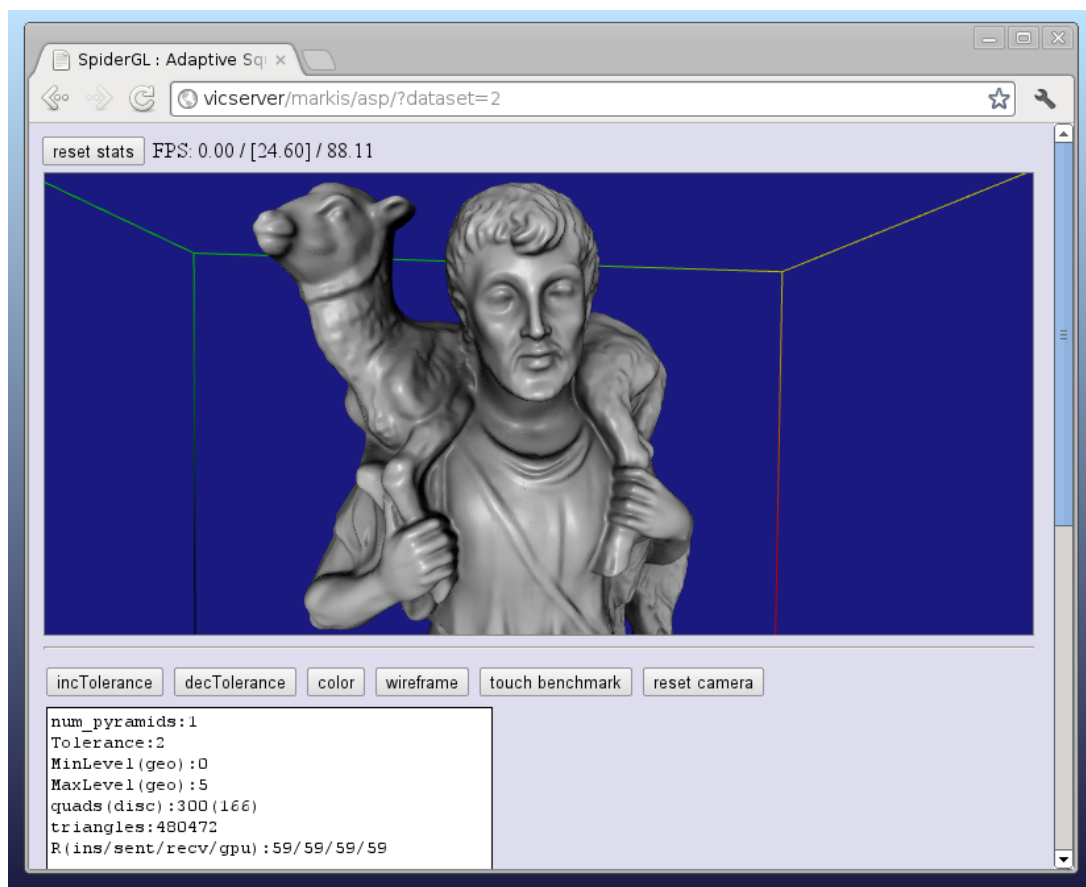 SpiderGL : Adaptive Sq
vicserver/markis/asp/?dataset=2
reset stats FPS: 0.00 / [24.60] / 88.11
incTolerance decTolerance color wireframe touch benchmark reset camera
num_pyramids:1
Tolerance:2
MinLevel(geo):0
MaxLevel(geo):5
quads(disc):300(166)
triangles:480472
R(ins/sent/recv/gpu):59/59/59/59